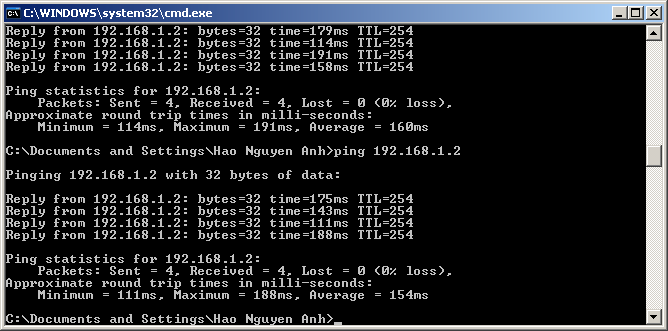 C:\WINDOWS\system32\cmd.exe
Reply from 192.168.1.2: bytes=32 time=179ms TTL=254
Reply from 192.168.1.2: bytes=32 time=114ms TTL=254
Reply from 192.168.1.2: bytes=32 time=191ms TTL=254
Reply from 192.168.1.2: bytes=32 time=158ms TTL=254
Ping statistics for 192.168.1.2:
    Packets: Sent = 4, Received = 4, Lost = 0 (0% loss),
Approximate round trip times in milli-seconds:
    Minimum = 114ms, Maximum = 191ms, Average = 160ms
C:\Documents and Settings\Hao Nguyen Anh>ping 192.168.1.2
Pinging 192.168.1.2 with 32 bytes of data:
Reply from 192.168.1.2: bytes=32 time=175ms TTL=254
Reply from 192.168.1.2: bytes=32 time=143ms TTL=254
Reply from 192.168.1.2: bytes=32 time=111ms TTL=254
Reply from 192.168.1.2: bytes=32 time=188ms TTL=254
Ping statistics for 192.168.1.2:
    Packets: Sent = 4, Received = 4, Lost = 0 (0% loss),
Approximate round trip times in milli-seconds:
    Minimum = 111ms, Maximum = 188ms, Average = 154ms
C:\Documents and Settings\Hao Nguyen Anh>_